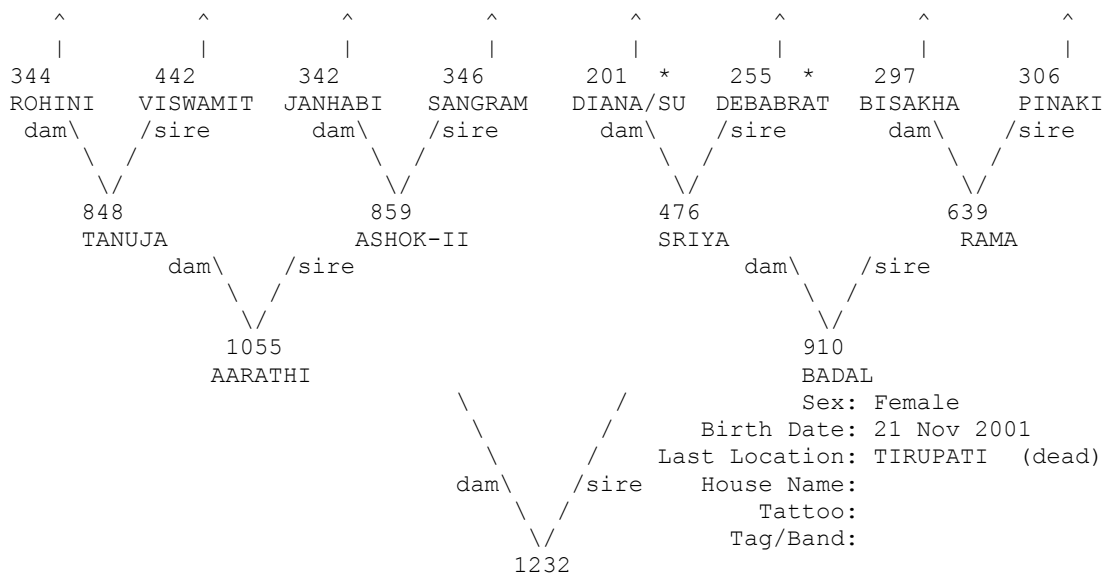 ^ ^ ^ ^ ^ ^ ^ ^
| | | | | | | |
344 442 342 346 201 * 255 * 297 306
ROHINI VISWAMIT JANHABI SANGRAM DIANA/SU DEBABRAT BISAKHA PINAKI
dam\ /sire dam\ /sire dam\ /sire dam\ /sire
\ / \ / \ / \ /
\/ \/ \/ \/
848 859 476 639
TANUJA ASHOK-II SRIYA RAMA
dam\ /sire dam\ /sire
\ / \ /
\/ \/
1055 910
AARATHI BADAL
\ / Sex: Female
\ / Birth Date: 21 Nov 2001
\ / Last Location: TIRUPATI (dead)
dam\ /sire House Name:
\ / Tattoo:
\/ Tag/Band:
1232